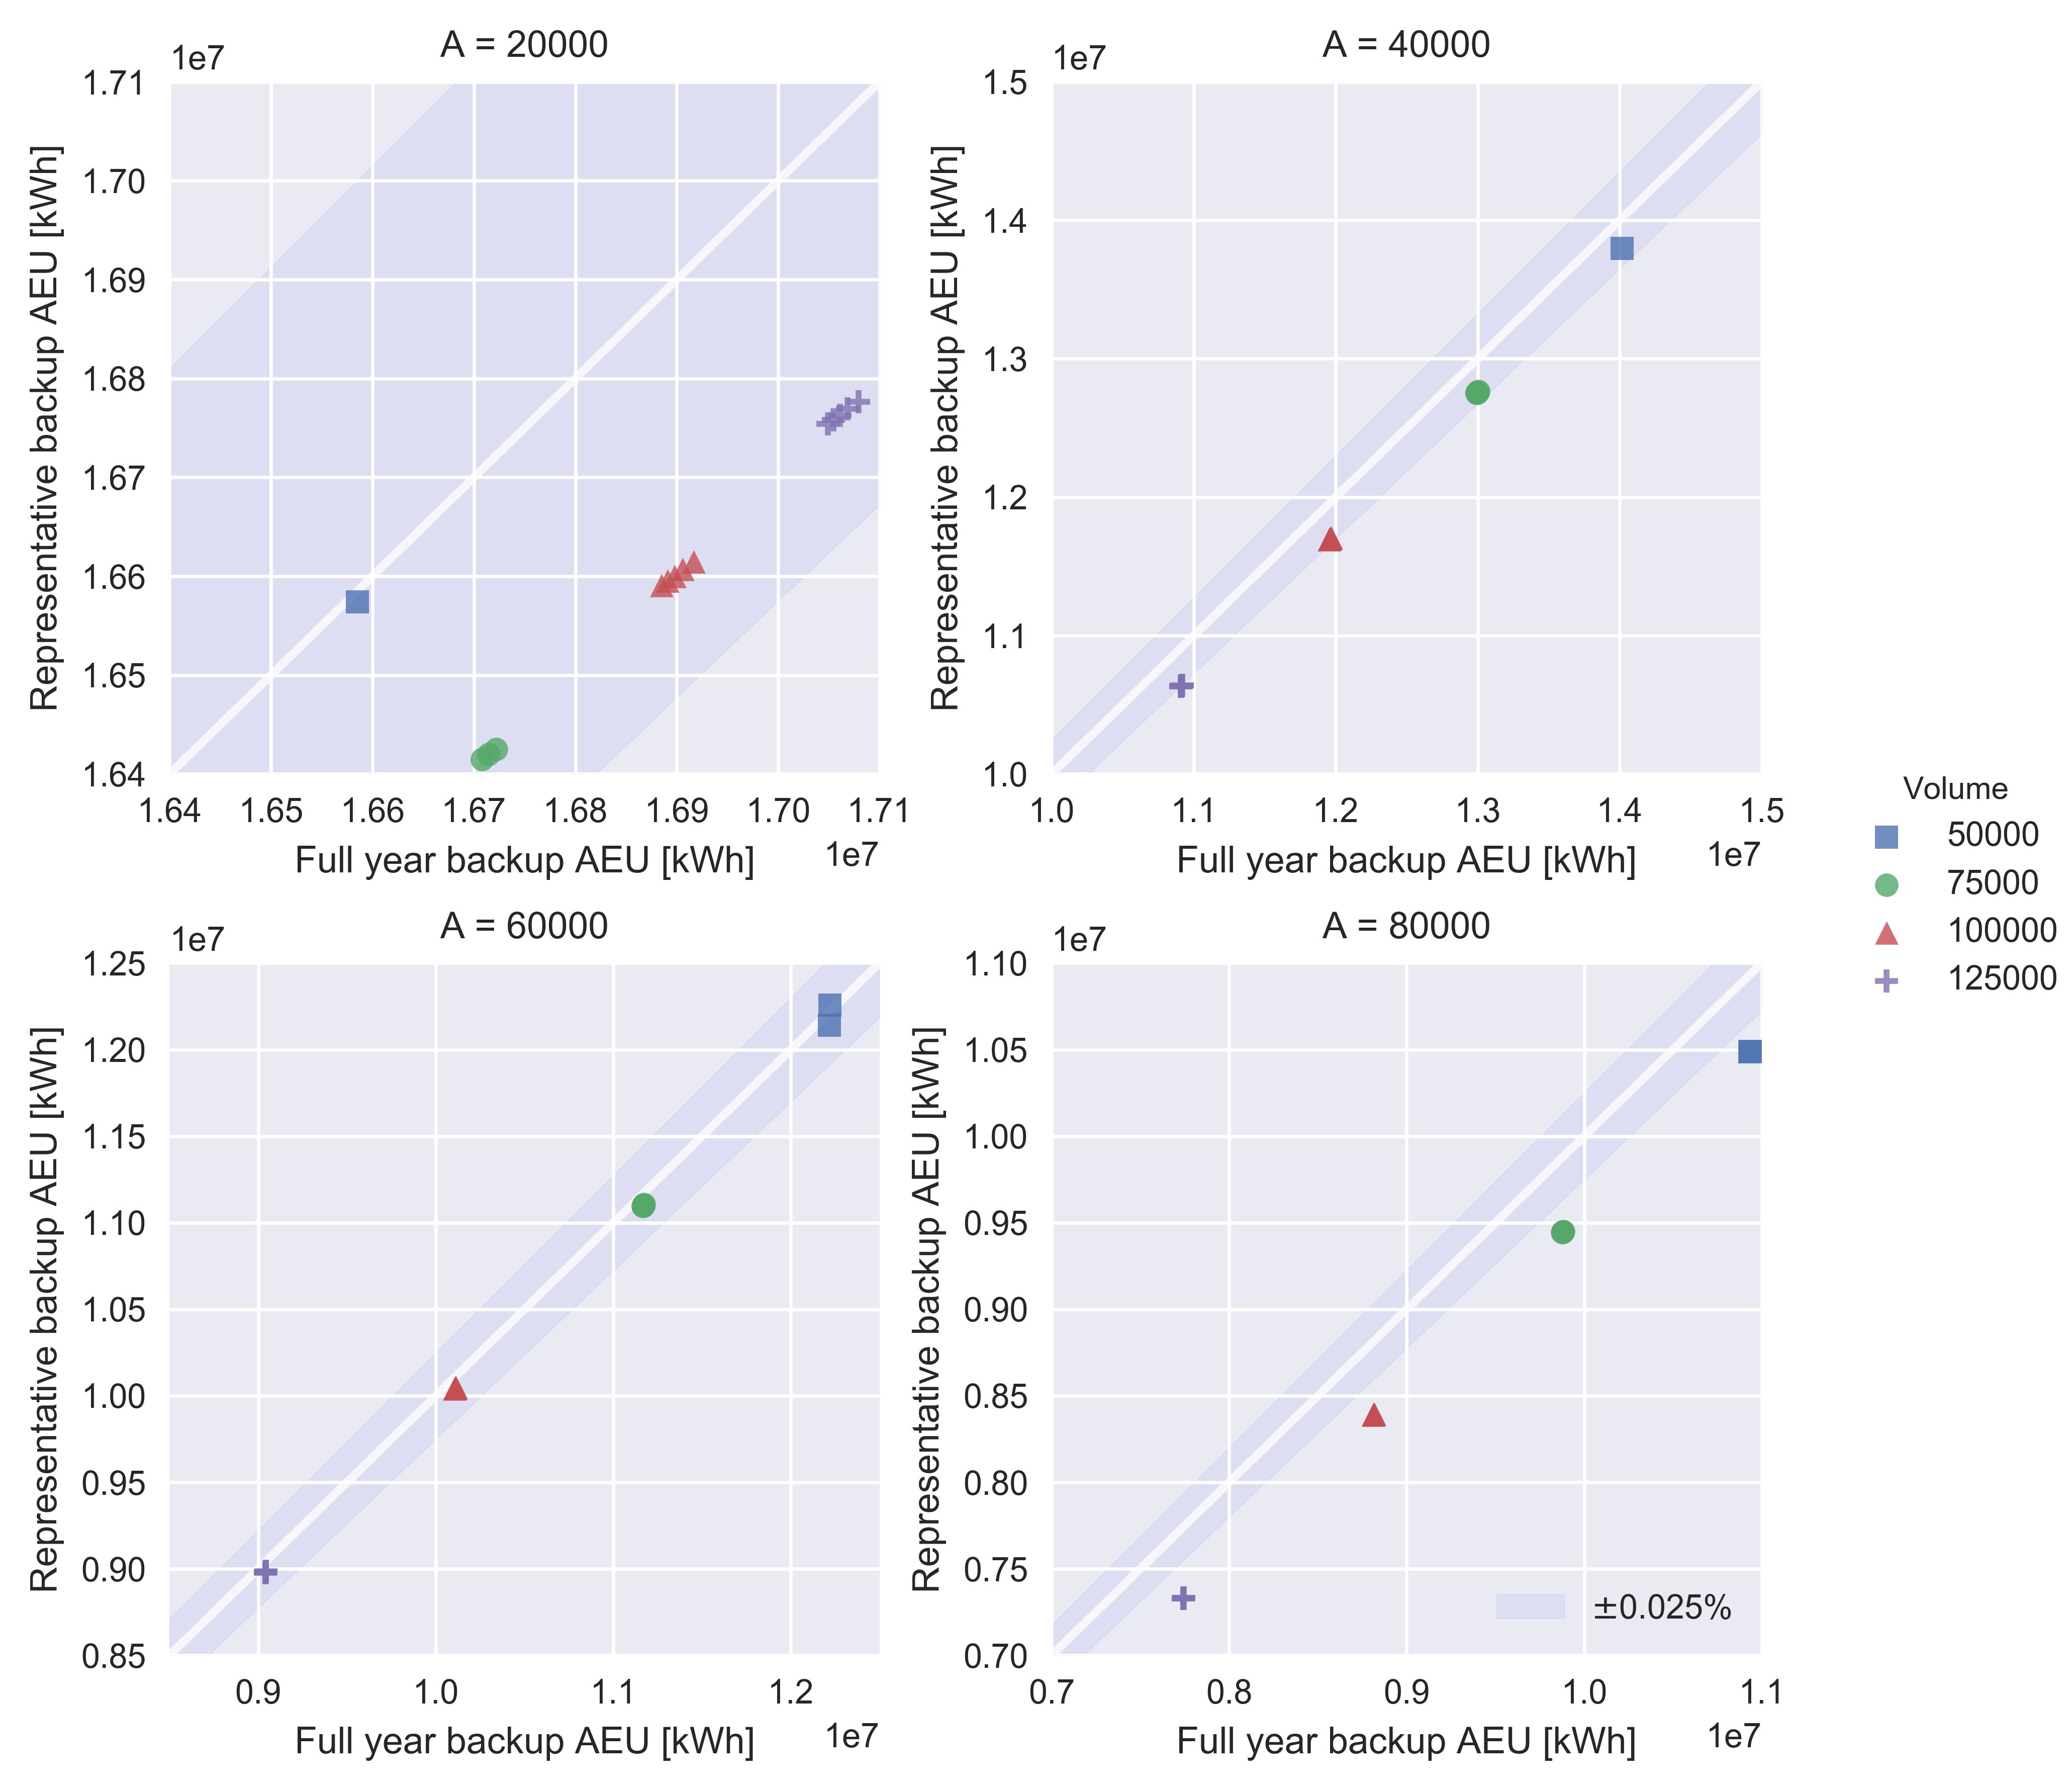 A = 20000
1e7
1.71
1.70
1.69
1.68
1.67
1.66
1.65
1.64
Representative backup AEU [kWh]
1.64 1.65 1.66 1.67 1.68 1.69 1.70 1.71
Full year backup AEU [kWh]
1e7
A = 40000
1e7
1.5
1.4
1.3
1.2
1.1
1.0
Representative backup AEU [kWh]
1.0 1.1 1.2 1.3 1.4 1.5
Full year backup AEU [kWh]
1e7
Volume
50000
75000
100000
125000
A = 60000
1e7
1.25
1.20
1.15
1.10
1.05
1.00
0.95
0.90
0.85
Representative backup AEU [kWh]
0.9 1.0 1.1 1.2
Full year backup AEU [kWh]
1e7
A = 80000
1e7
1.10
1.05
1.00
0.95
0.90
0.85
0.80
0.75
0.70
Representative backup AEU [kWh]
±0.025%
0.7 0.8 0.9 1.0 1.1
Full year backup AEU [kWh]
1e7